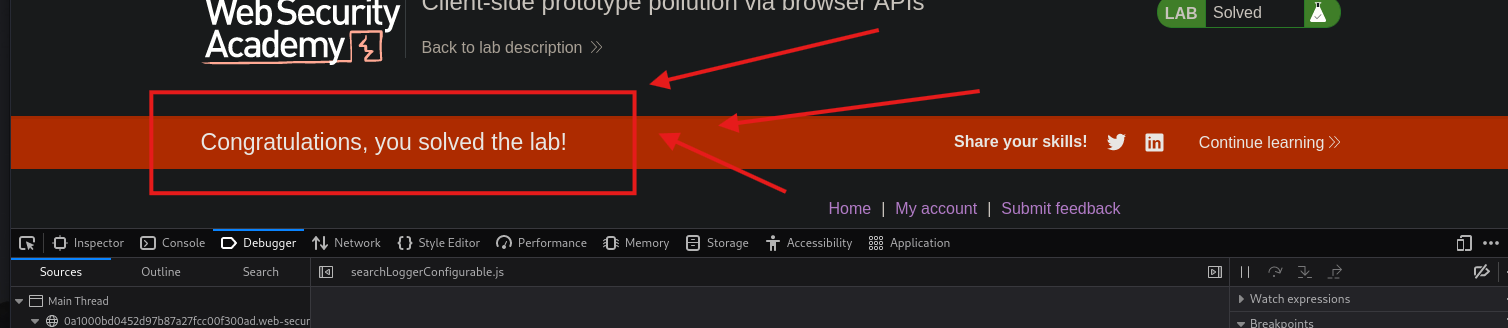 Client-side prototype pollution via browser APIs
LAB Solved
Web Security
Academy
Back to lab description
Congratulations, you solved the lab!
Share your skills!
Continue learning
Home | My account | Submit feedback
Inspector Console Debugger Network Style Editor Performance Memory Storage Accessibility Application
Sources Outline Search searchLoggerConfigurable.js
Main Thread
Watch expressions
0a1000bd0452d97b87a27fcc00f300ad.web-secur
Breakpoints